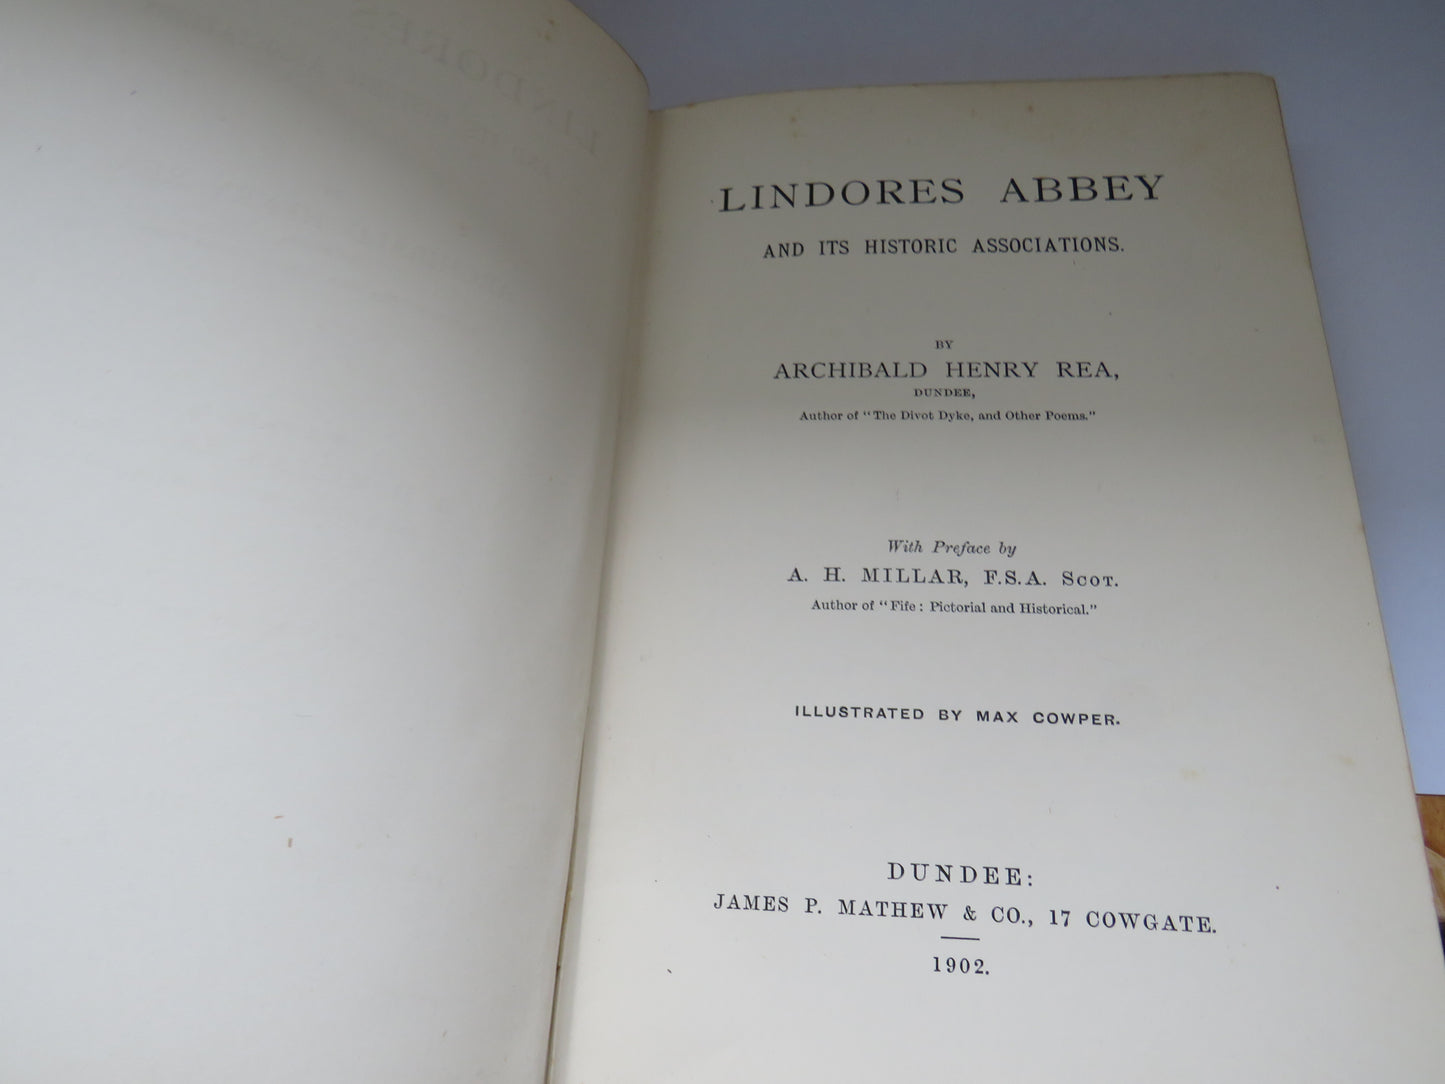 LINDORES ABBEY
AND ITS HISTORIC ASSOCIATIONS.
BY
ARCHIBALD HENRY REA,
DUNDEE,
Author of "The Divot Dyke, and Other Poems."
With Preface by
A. H. MILLAR, F.S.A. SCOT.
Author of "Fife: Pictorial and Historical."
ILLUSTRATED BY MAX COWPER.
DUNDEE:
JAMES P. MATHEW & CO., 17 COWGATE.
1902.